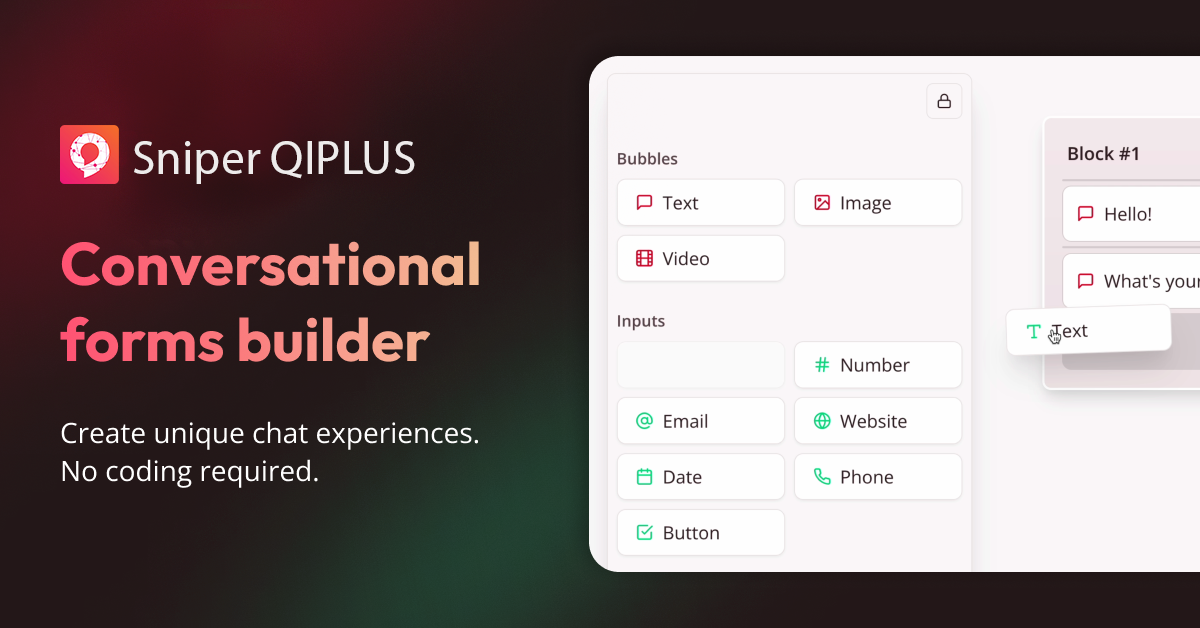 Sniper QIPLUS
Conversational
forms builder
Create unique chat experiences.
No coding required.
Bubbles
Text
Image
Video
Inputs
Number
Email
Website
Date
Phone
Button
Block #1
Hello!
What's your
Text